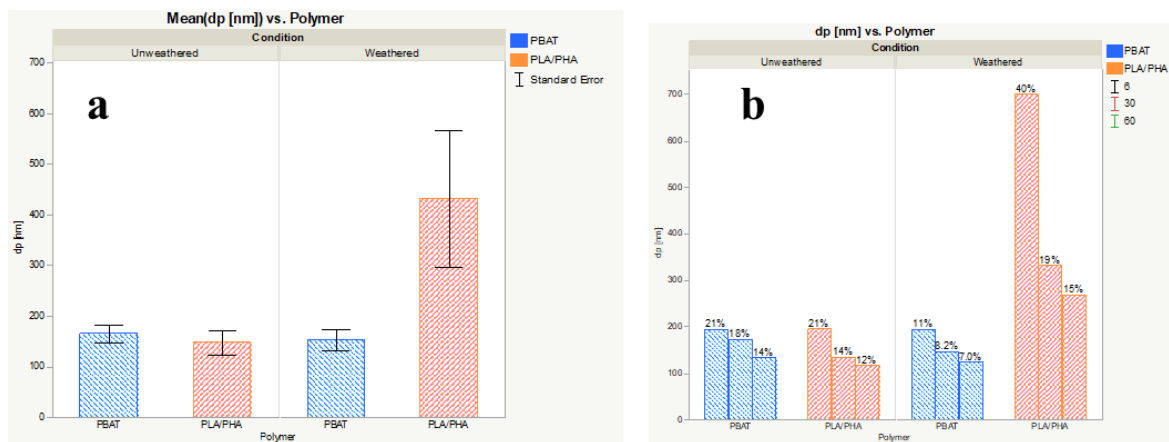 Mean(dp [nm]) vs. Polymer
Condition
Unweathered Weathered
PBAT
PLA/PHA
Standard Error
a
700
600
500
400
300
200
100
0
dp [nm]
PBAT PLA/PHA PBAT PLA/PHA
Polymer
dp [nm] vs. Polymer
Condition
Unweathered Weathered
PBAT
PLA/PHA
6
30
60
b
700
600
500
400
300
200
100
0
dp [nm]
21% 18% 14% 21% 14% 12% 11% 8.2% 7.0% 40% 19% 15%
PBAT PLA/PHA PBAT PLA/PHA
Polymer